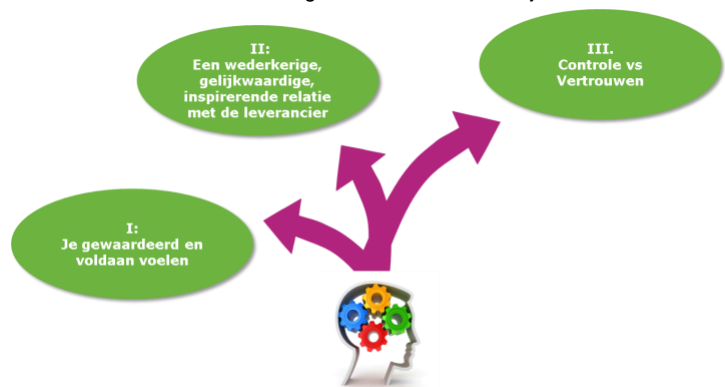 II:
Een wederkerige,
gelijkwaardige,
inspirerende relatie
met de leverancier
III.
Controle vs
Vertrouwen
I:
Je gewaardeerd en
voldaan voelen